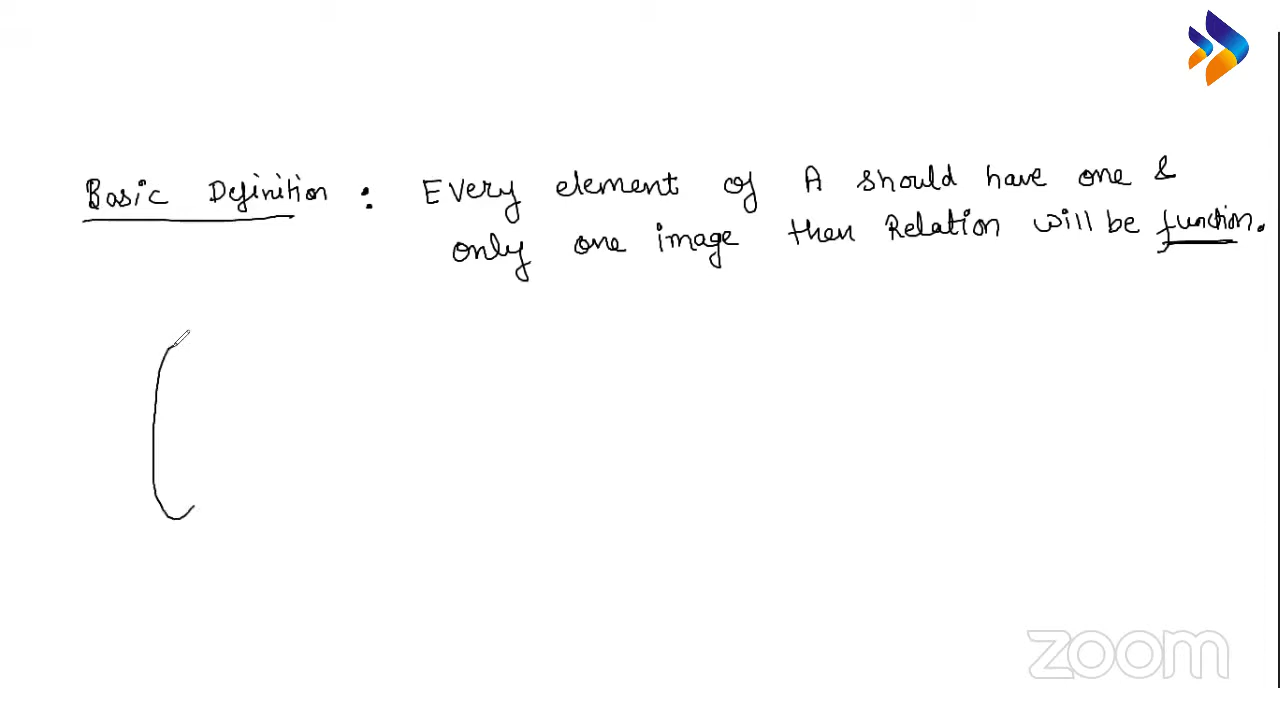 Basic Definition : Every element of A should have one &
only one image then Relation will be function.
zoom